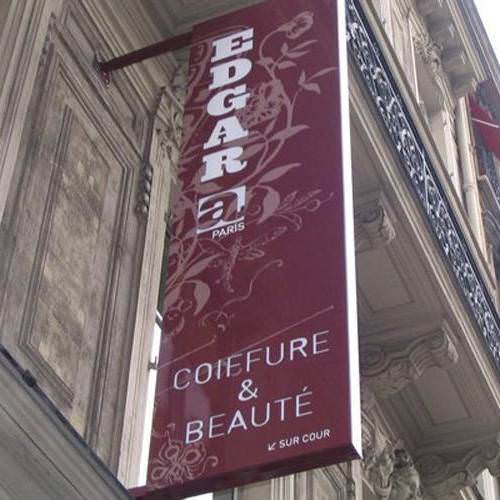 EDGAR
a
PARIS
COIFFURE
&
BEAUTÉ
↙ SUR COUR